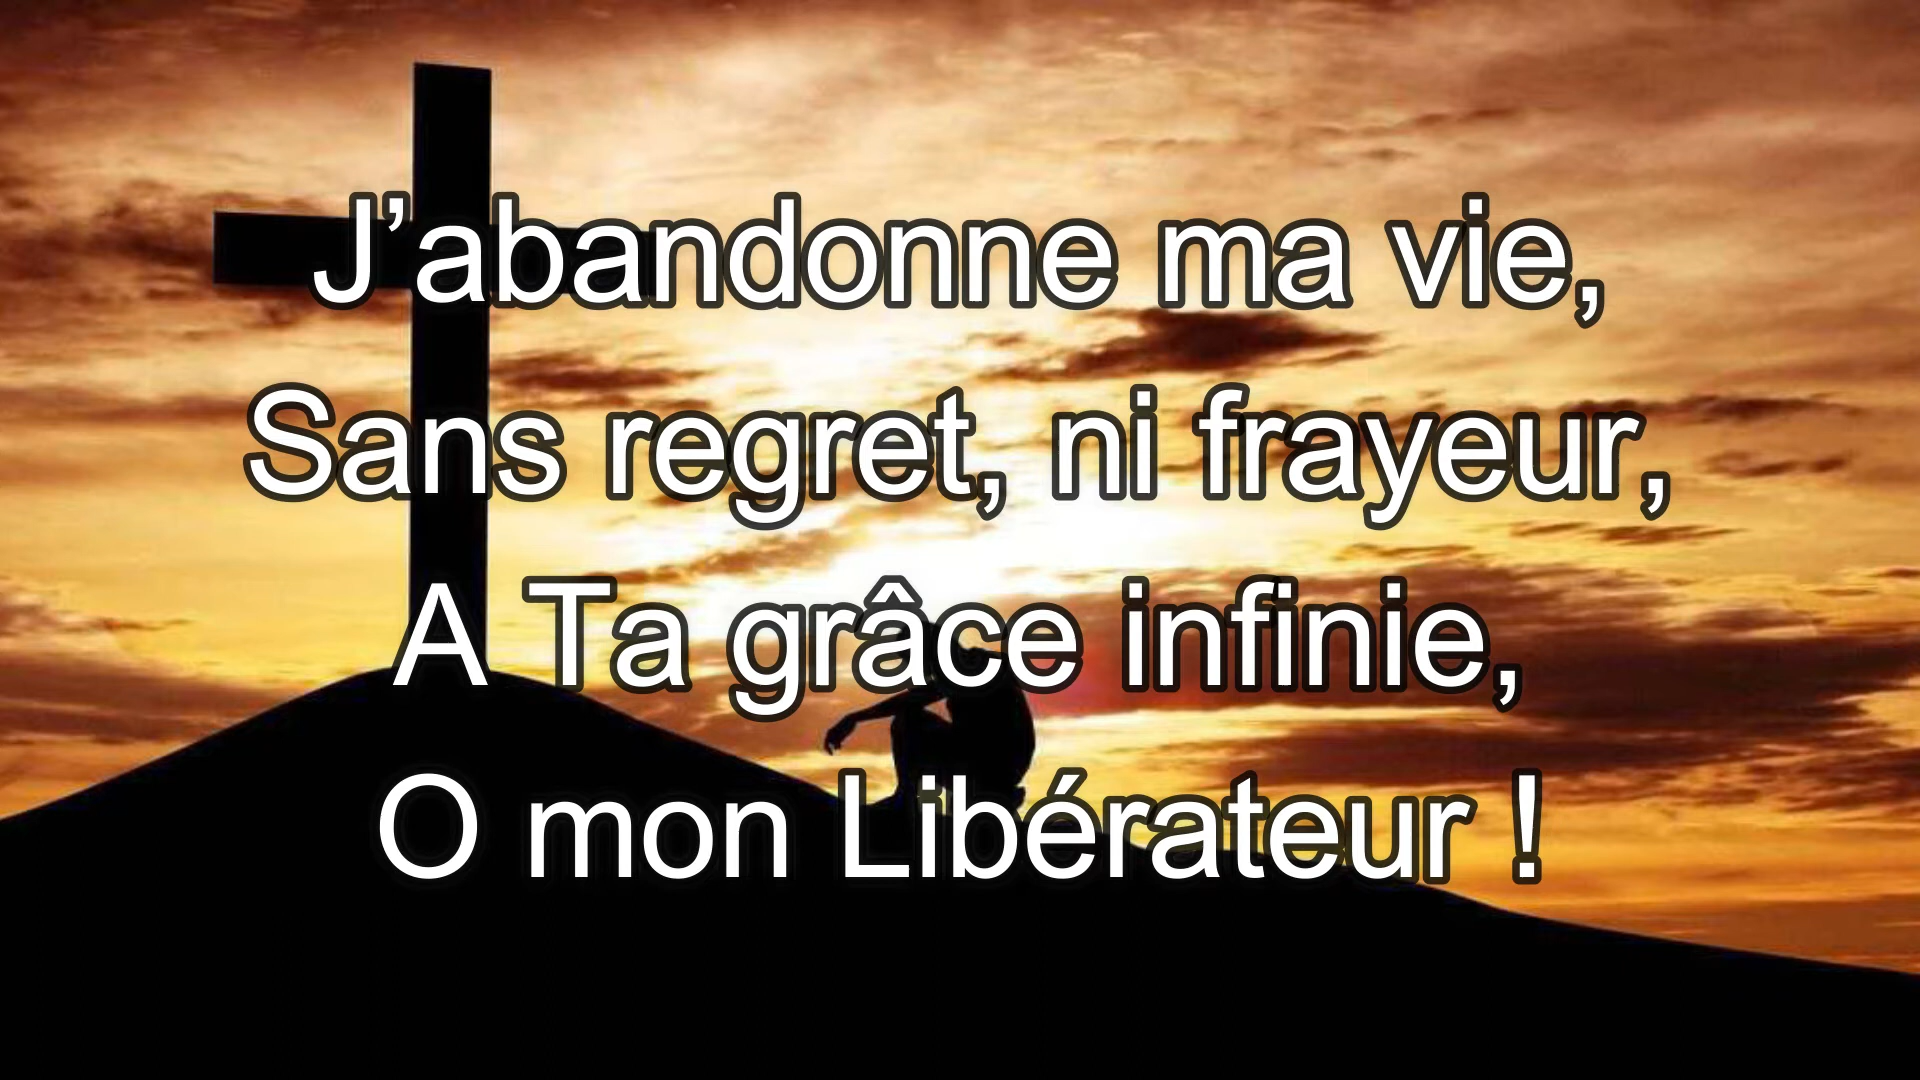 J’abandonne ma vie,
Sans regret, ni frayeur,
A Ta grâce infinie,
O mon Libérateur !